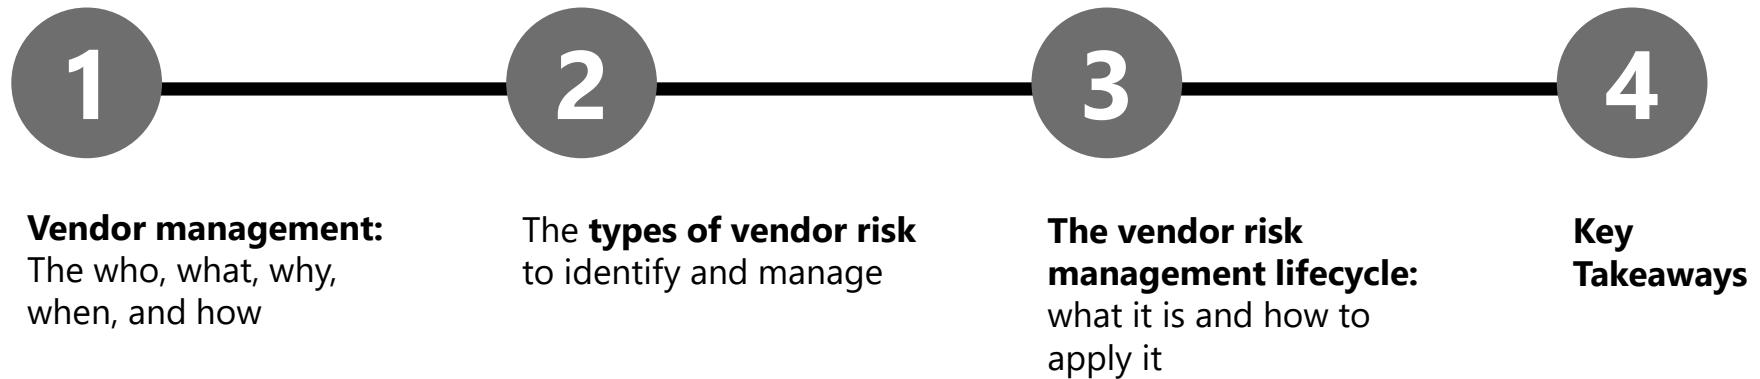 1
2
3
4
Vendor management:
The who, what, why,
when, and how
The types of vendor risk
to identify and manage
The vendor risk
management lifecycle:
what it is and how to
apply it
Key
Takeaways